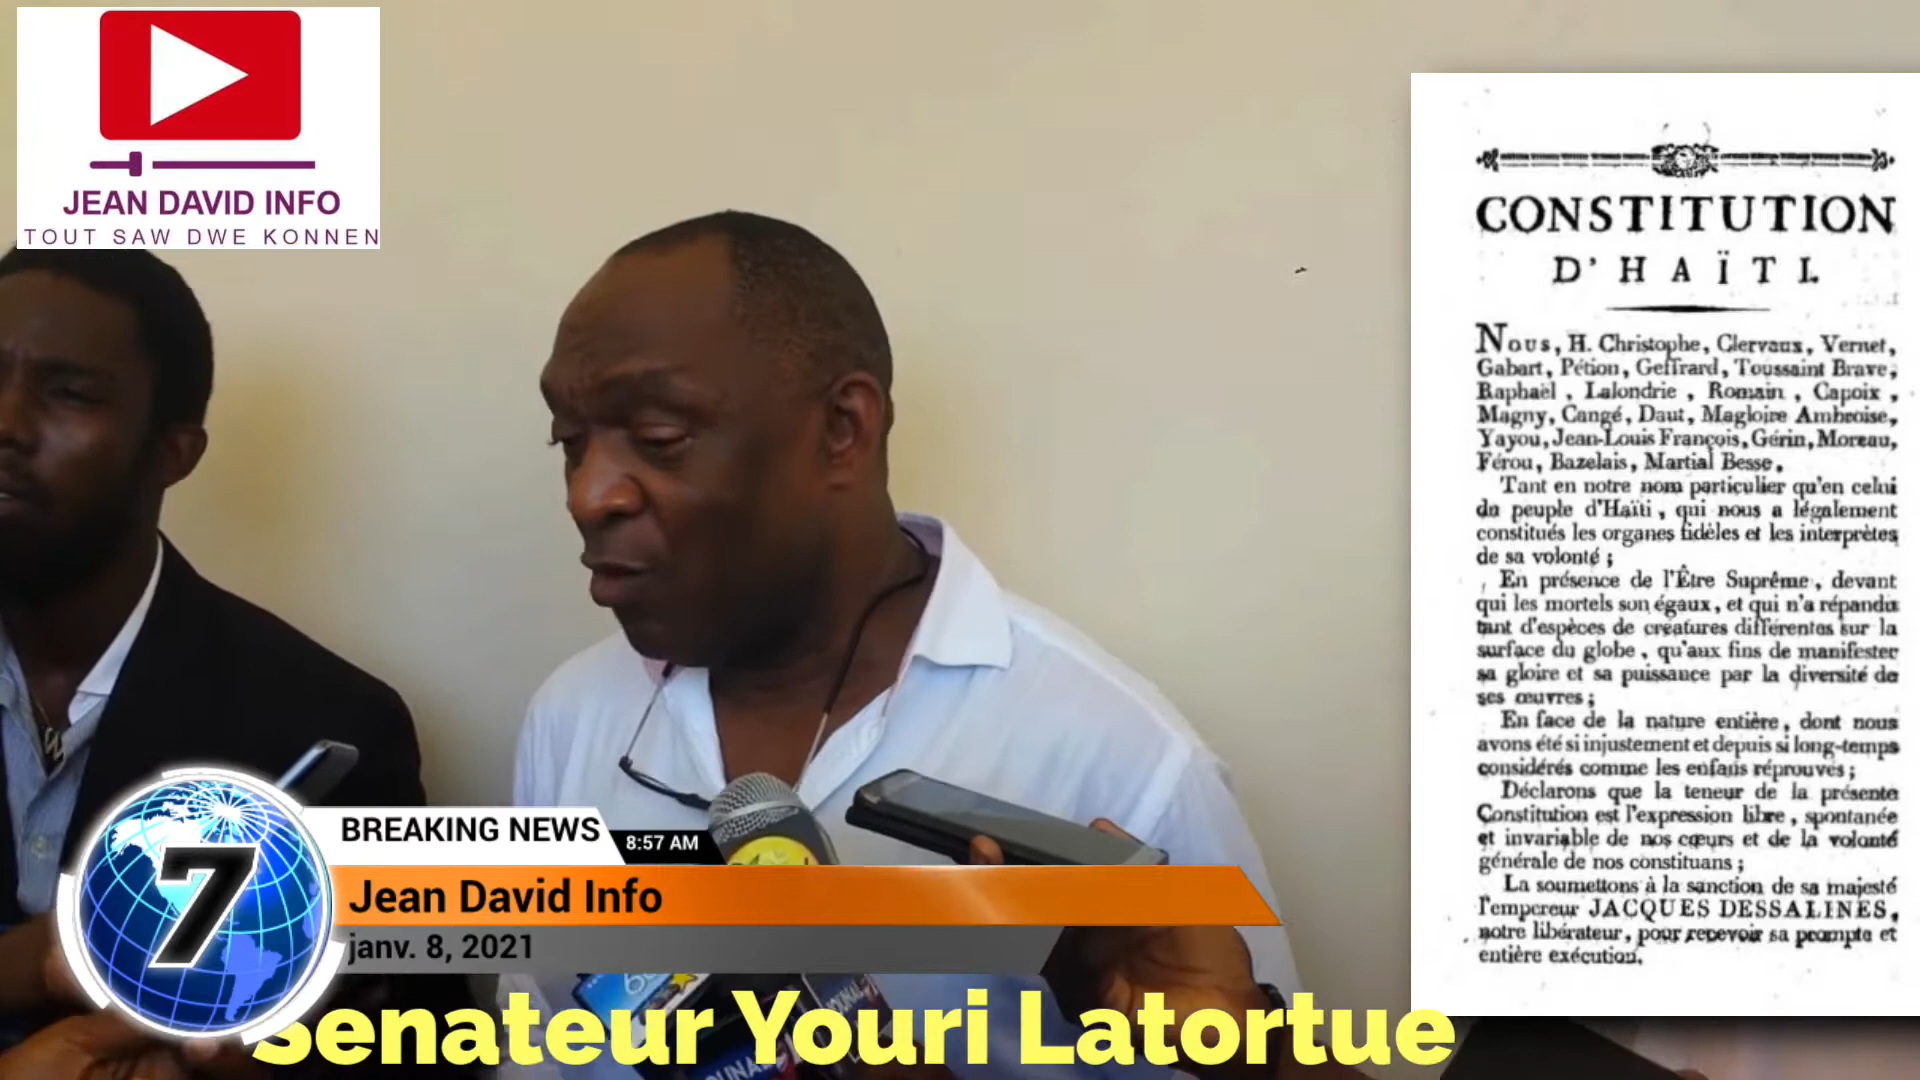 JEAN DAVID INFO
TOUT SAW DWE KONNEN
CONSTITUTION
D'HAÏTI.
Nous, H. Christophe, Clervaux, Vernet,
Gabart, Pétion, Geffrard, Toussaint Brave,
Raphaël, Lalondrie, Romain, Capoix,
Magny, Cangé, Daut, Magloire Ambroise,
Yayou, Jean-Louis François, Gérin, Moreau,
Férou, Bazelais, Martial Besse.
Tant en notre nom particulier qu'en celui
du peuple d'Haïti, qui nous a légalement
constitués les organes fidèles et les interprètes
de sa volonté;
En présence de l'Être Suprême, devant
qui les mortels son égaux, et qui n'a répandu
tant d'espèces de créatures différentes sur la
surface du globe, qu'aux fins de manifester
sa gloire et sa puissance par la diversité de
ses œuvres;
En face de la nature entière, dont nous
avons été si injustement et depuis si long-temps
considérés comme les enfans réprouvés;
Déclarons que la teneur de la présente
Constitution est l'expression libre, spontanée
et invariable de nos cœurs et de la volonté
générale de nos constituans;
La soumettons à la sanction de sa majesté
l'empereur JACQUES DESSALINES,
notre libérateur, pour recevoir sa prompte et
entière exécution.
BREAKING NEWS
8:57 AM
7
Jean David Info
janv. 8, 2021
Senateur Youri Latortue